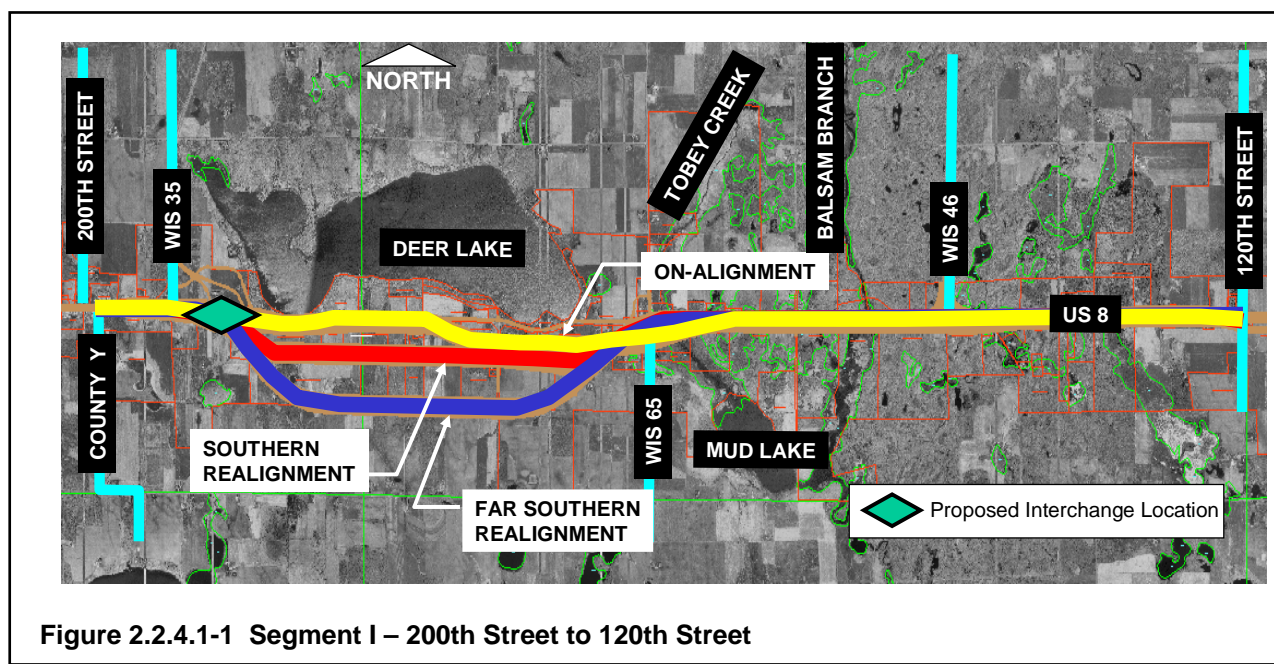 NORTH
200TH STREET
WIS 35
DEER LAKE
TOBEY CREEK
BALSAM BRANCH
WIS 46
120TH STREET
ON-ALIGNMENT
US 8
COUNTY Y
SOUTHERN
REALIGNMENT
FAR SOUTHERN
REALIGNMENT
WIS 65
MUD LAKE
Proposed Interchange Location
Figure 2.2.4.1-1 Segment I – 200th Street to 120th Street